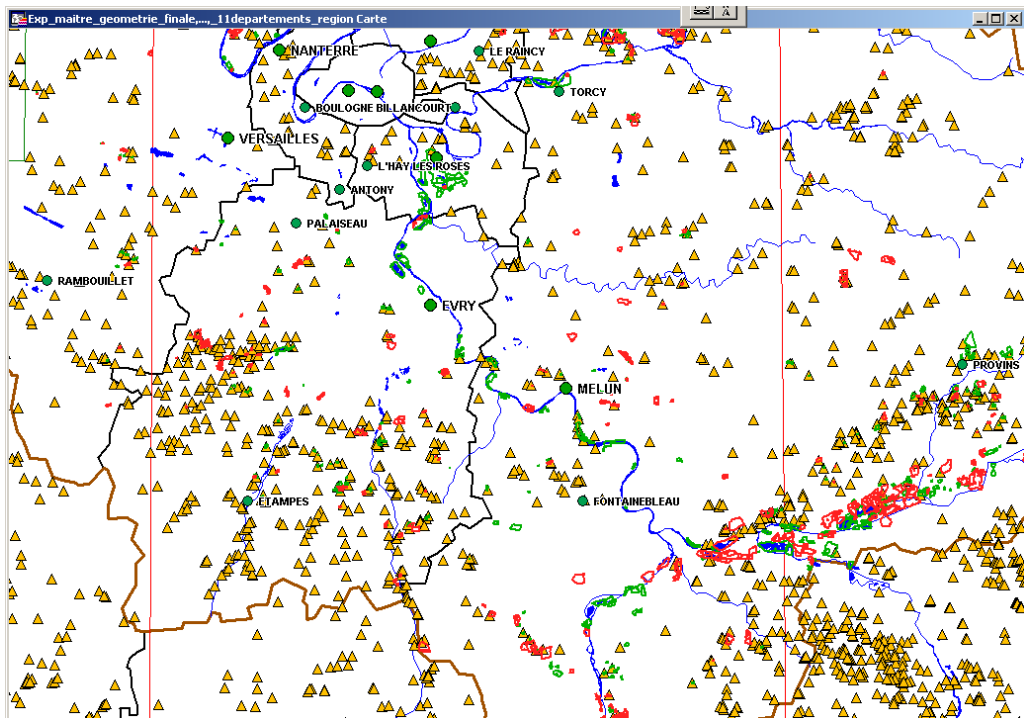 Exp_maitre_geometrie_finale,...,_11departements_region Carte
NANTERRE
LE RAINCY
TORCY
BOULOGNE BILLANCOURT
VERSAILLES
L'HAY LES ROSES
ANTONY
PALAISEAU
RAMBOUILLET
EVRY
PROVINS
MELUN
ETAMPES
FONTAINEBLEAU